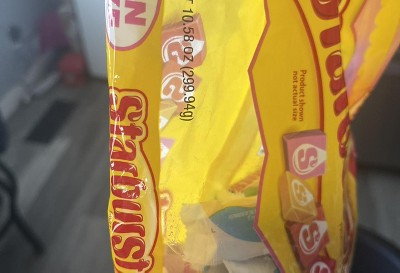 10.58 oz (299.94g)
Product shown
not actual size
Starburst
S
S
S